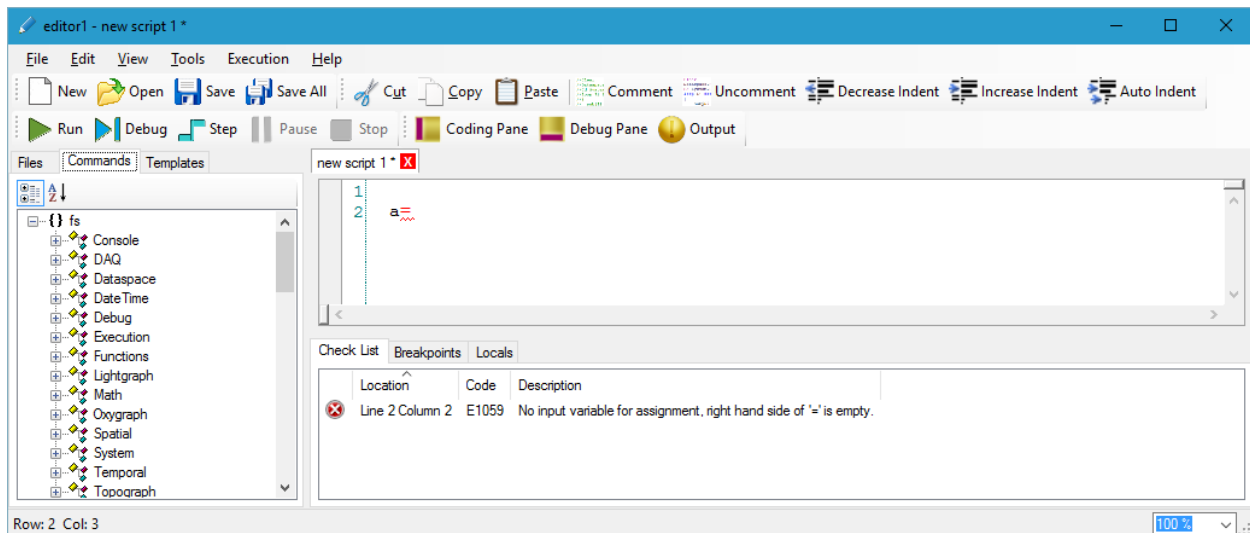 editor1 - new script 1 *
File Edit View Tools Execution Help
New Open Save Save All Cut Copy Paste Comment Uncomment Decrease Indent Increase Indent Auto Indent
Run Debug Step Pause Stop Coding Pane Debug Pane Output
Files Commands Templates
new script 1 * X
1
2 a=
{} fs
Console
DAQ
Dataspace
DateTime
Debug
Execution
Functions
Lightgraph
Math
Oxygraph
Spatial
System
Temporal
Topograph
Check List Breakpoints Locals
Location Code Description
Line 2 Column 2 E1059 No input variable for assignment, right hand side of '=' is empty.
Row: 2 Col: 3
100 %